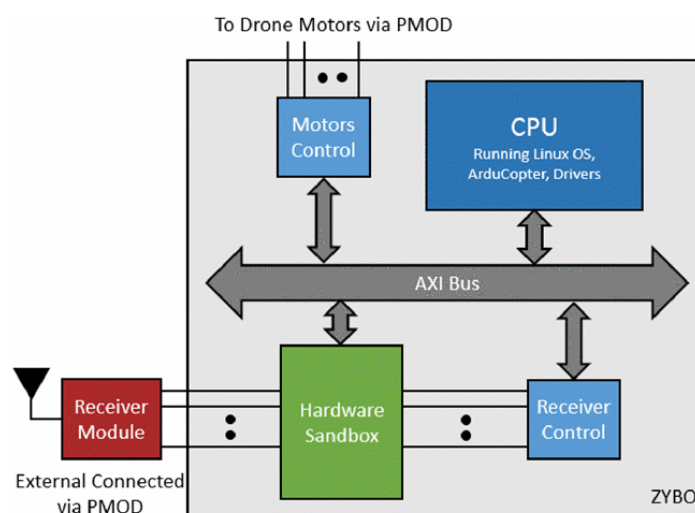 To Drone Motors via PMOD
Motors
Control
CPU
Running Linux OS,
ArduCopter, Drivers
AXI Bus
Receiver
Module
Hardware
Sandbox
Receiver
Control
External Connected
via PMOD
ZYBO